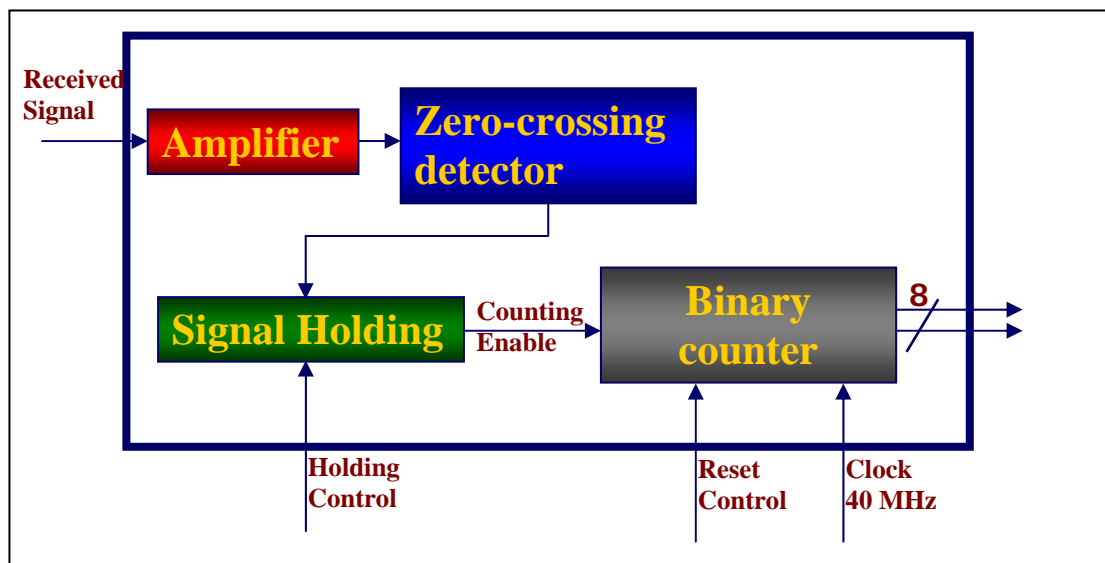 Received
Signal
Amplifier
Zero-crossing
detector
Signal Holding
Counting
Enable
Binary
counter
8
Holding
Control
Reset
Control
Clock
40 MHz